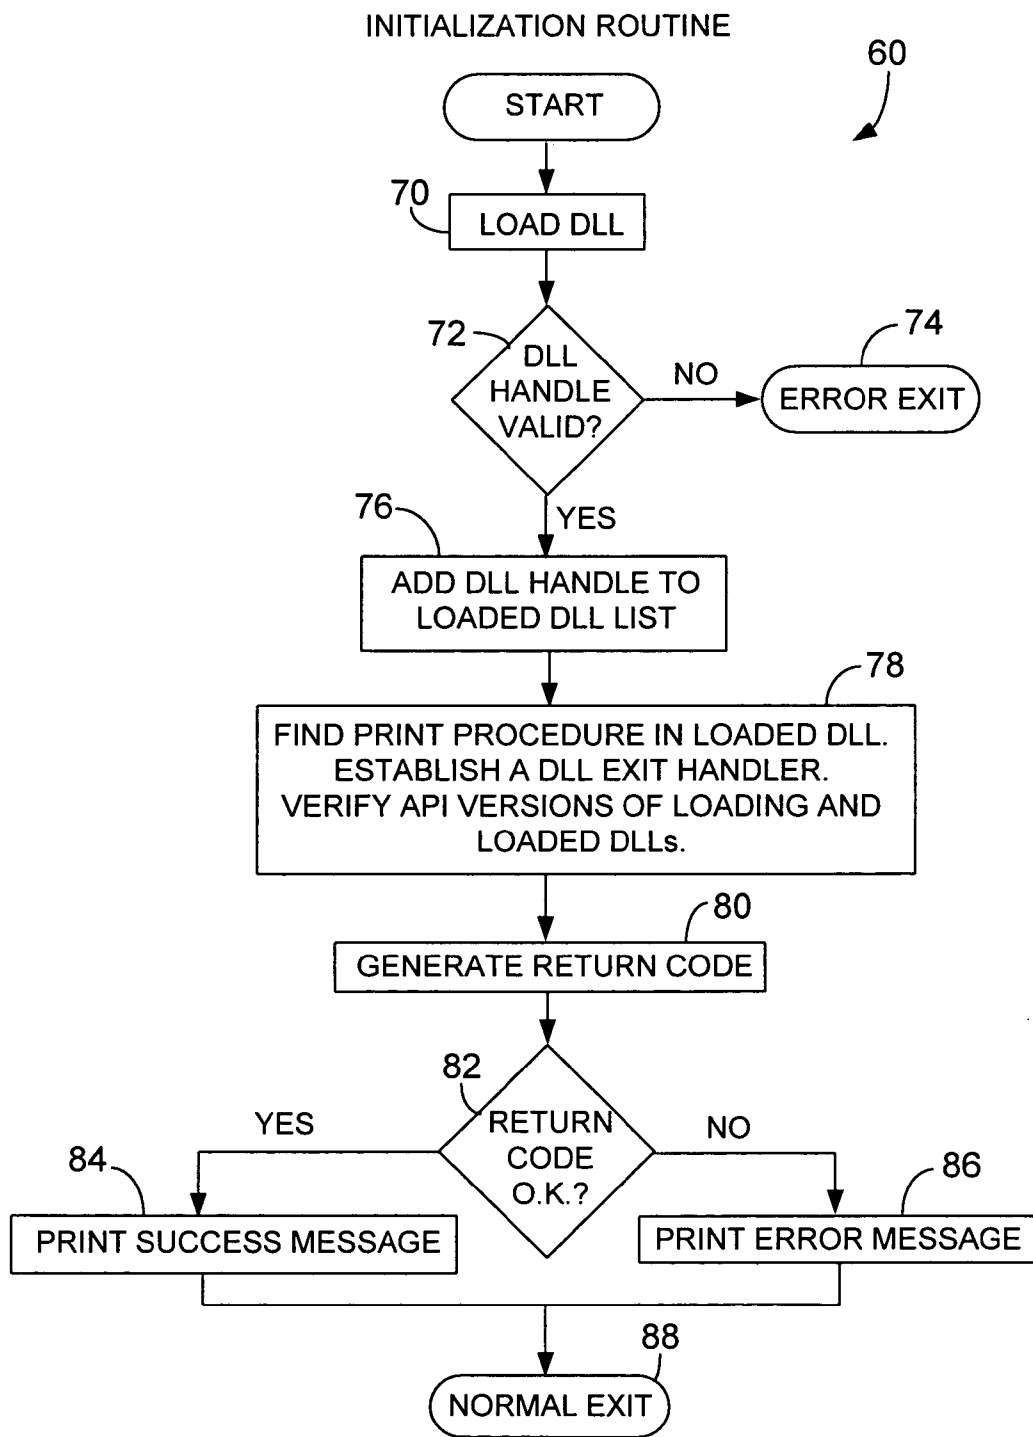 INITIALIZATION ROUTINE
60
START
70
LOAD DLL
72
DLL
HANDLE
VALID?
NO
74
ERROR EXIT
YES
76
ADD DLL HANDLE TO
LOADED DLL LIST
78
FIND PRINT PROCEDURE IN LOADED DLL.
ESTABLISH A DLL EXIT HANDLER.
VERIFY API VERSIONS OF LOADING AND
LOADED DLLs.
80
GENERATE RETURN CODE
82
RETURN
CODE
O.K.?
YES
NO
84
PRINT SUCCESS MESSAGE
86
PRINT ERROR MESSAGE
88
NORMAL EXIT